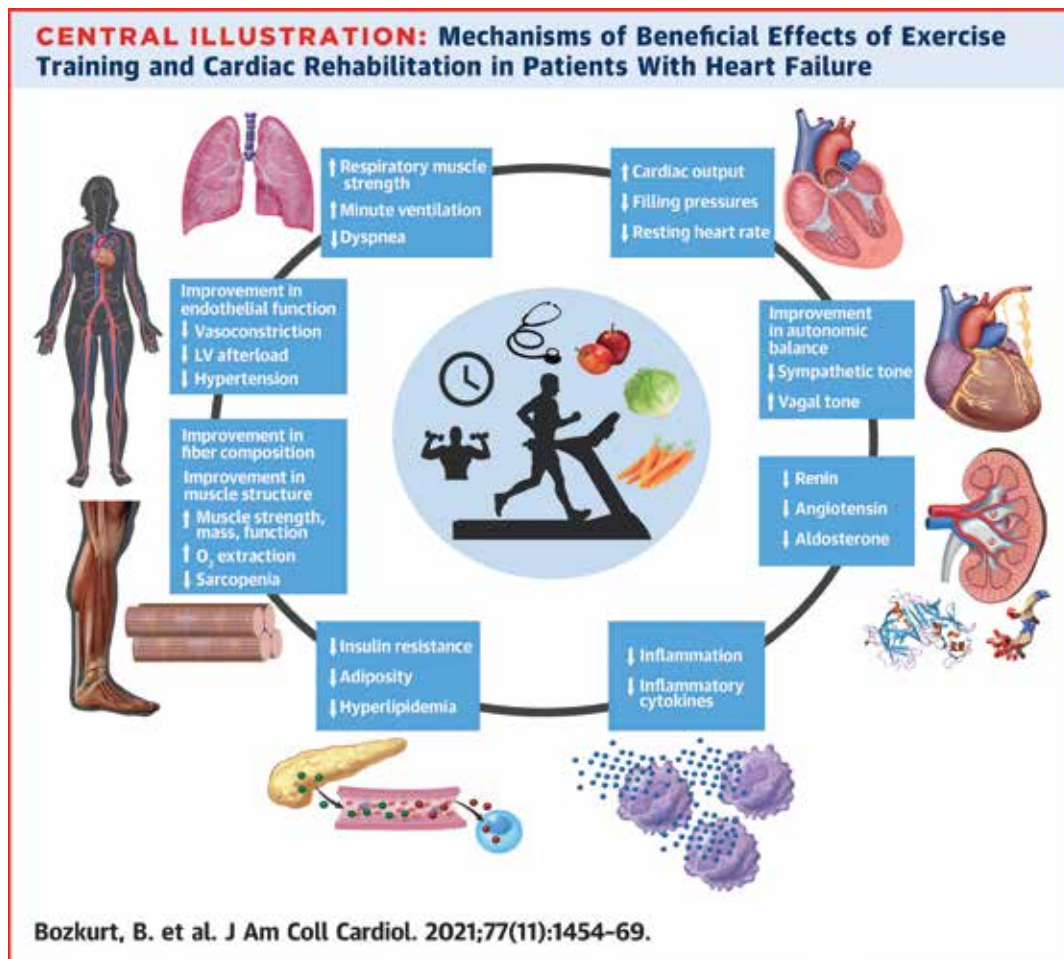 CENTRAL ILLUSTRATION: Mechanisms of Beneficial Effects of Exercise
Training and Cardiac Rehabilitation in Patients With Heart Failure
↑ Respiratory muscle
strength
↑ Minute ventilation
↓ Dyspnea
↑ Cardiac output
↓ Filling pressures
↓ Resting heart rate
Improvement in
endothelial function
↓ Vasoconstriction
↓ LV afterload
↓ Hypertension
Improvement
in autonomic
balance
↓ Sympathetic tone
↑ Vagal tone
Improvement in
fiber composition
Improvement in
muscle structure
↑ Muscle strength,
mass, function
↑ O₂ extraction
↓ Sarcopenia
↓ Renin
↓ Angiotensin
↓ Aldosterone
↓ Insulin resistance
↓ Adiposity
↓ Hyperlipidemia
↓ Inflammation
↓ Inflammatory
cytokines
Bozkurt, B. et al. J Am Coll Cardiol. 2021;77(11):1454-69.